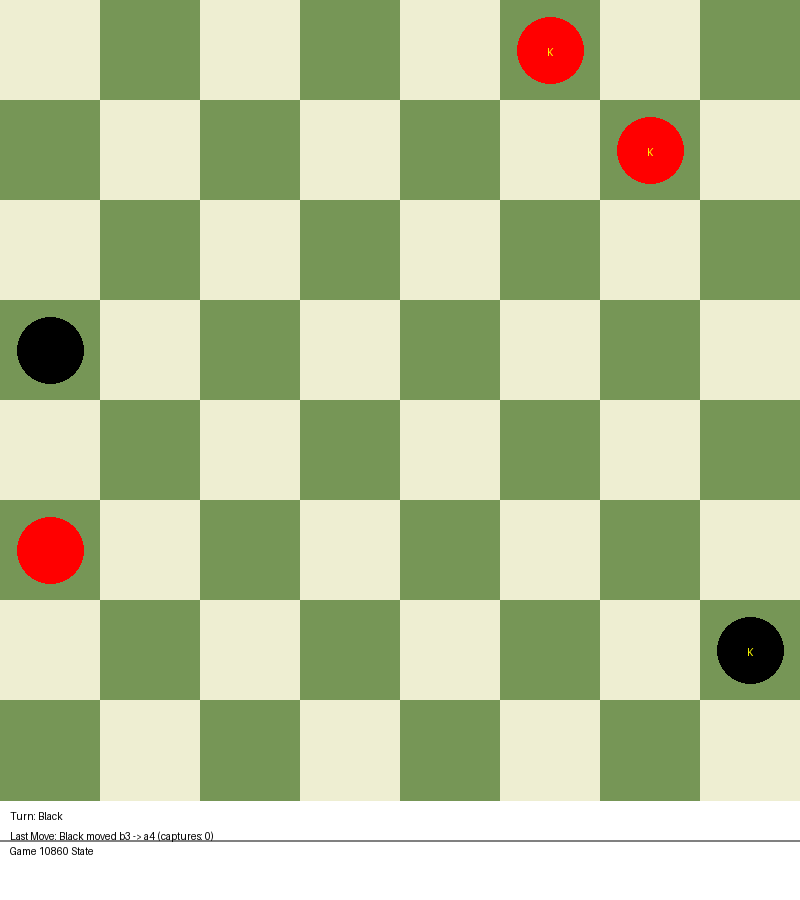 K
K
K
Turn: Black
Last Move: Black moved b3 -> a4 (captures: 0)
Game 10860 State